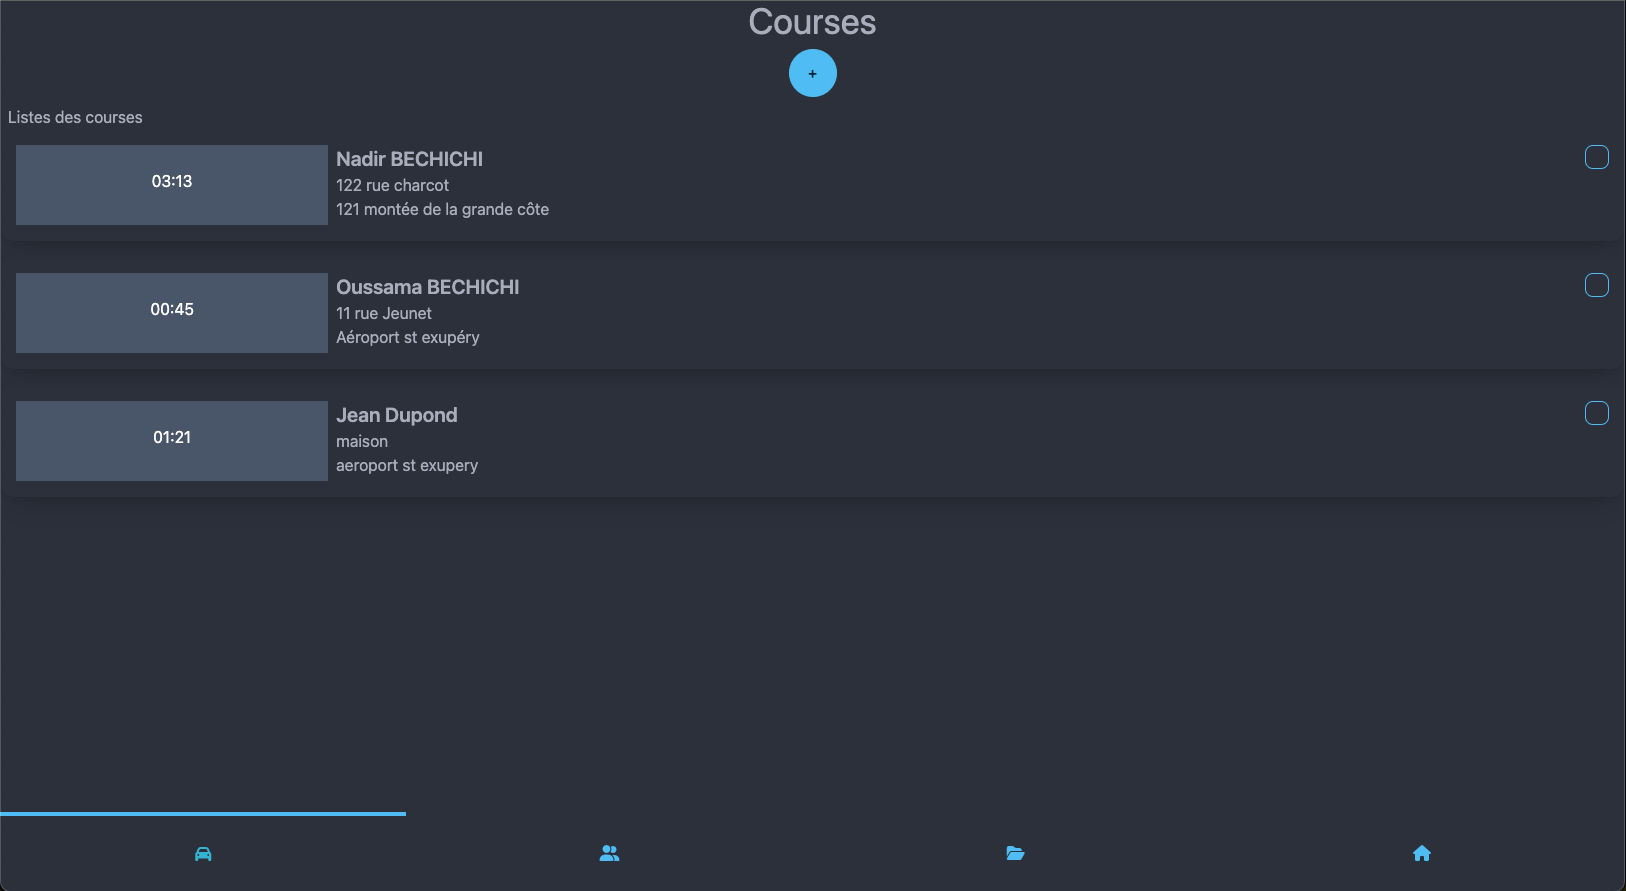 Courses
+
Listes des courses
03:13
Nadir BECHICHI
122 rue charcot
121 montée de la grande côte
00:45
Oussama BECHICHI
11 rue Jeunet
Aéroport st exupéry
01:21
Jean Dupond
maison
aeroport st exupery